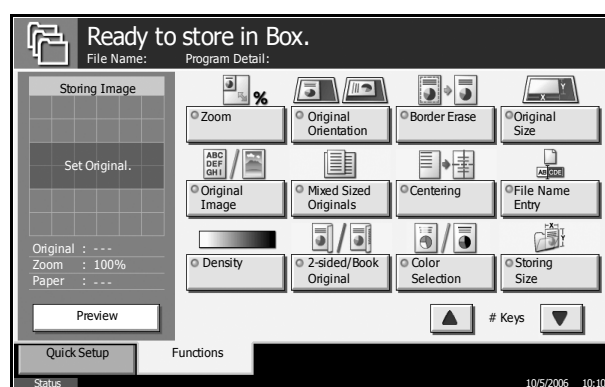 Ready to store in Box.
File Name: Program Detail:
Storing Image
Set Original.
Original : ---
Zoom : 100%
Paper : ---
Preview
%
Zoom
Original
Orientation
Border Erase
X Y
Original
Size
ABC
DEF
GHI
Original
Image
Mixed Sized
Originals
Centering
AB CDE
File Name
Entry
Density
2-sided/Book
Original
Color
Selection
X
Y
Storing
Size
# Keys
Quick Setup
Functions
Status
10/5/2006 10:10